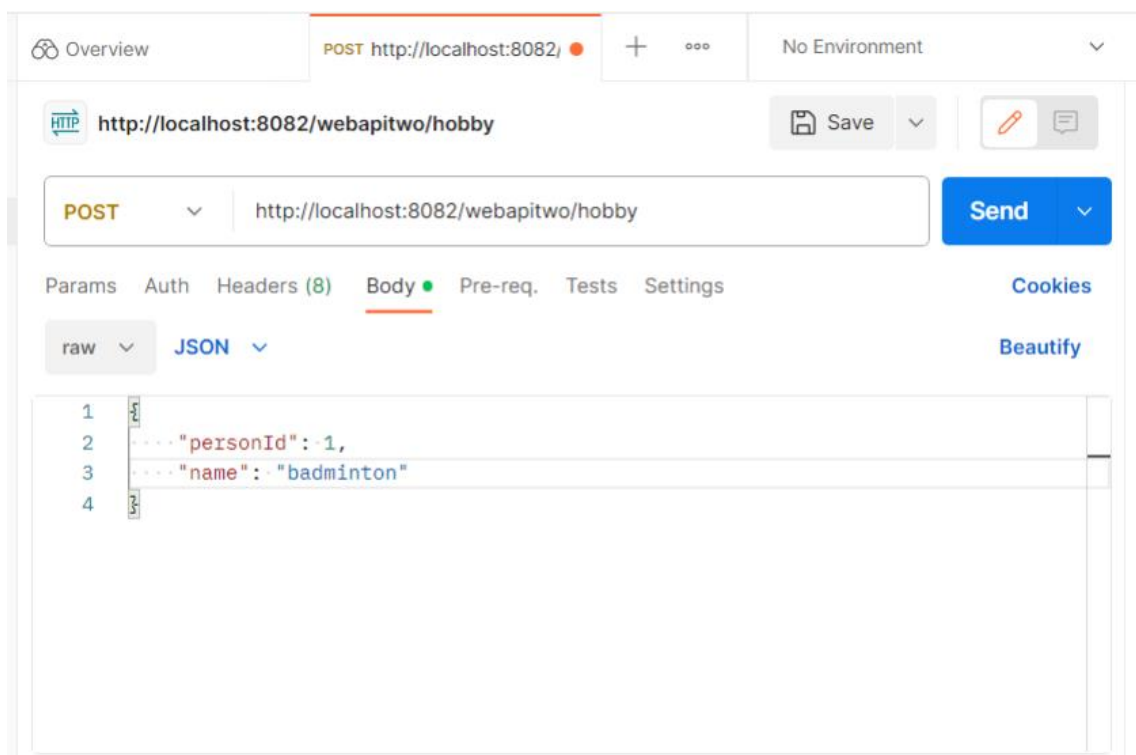 Overview
POST http://localhost:8082/
No Environment
HTTP http://localhost:8082/webapitwo/hobby
Save
POST http://localhost:8082/webapitwo/hobby
Send
Params Auth Headers (8) Body Pre-req. Tests Settings Cookies
raw JSON Beautify
1 {
2 "personId": 1,
3 "name": "badminton"
4 }